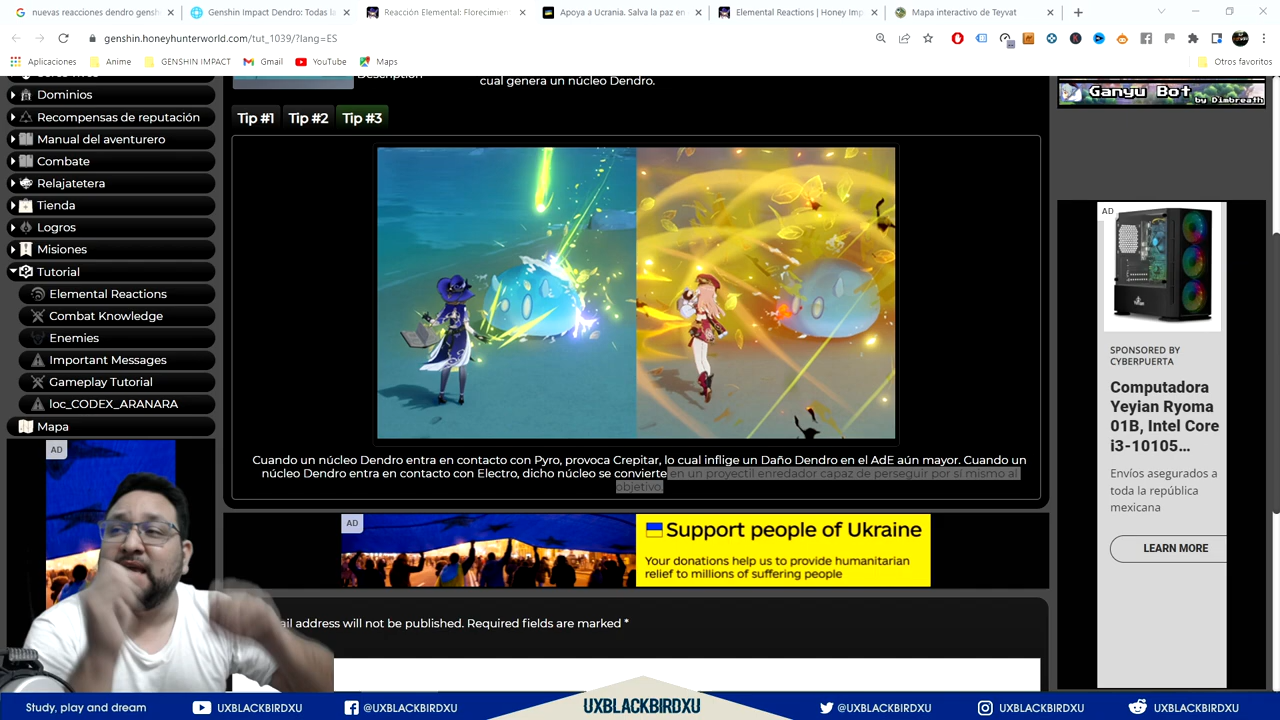 nuevas reacciones dendro gensh
Genshin Impact Dendro: Todas la
Reacción Elemental: Florecimien
Apoya a Ucrania. Salva la paz en
Elemental Reactions | Honey Imp
Mapa interactivo de Teyvat
genshin.honeyhunterworld.com/tut_1039/?lang=ES
Aplicaciones
Anime
GENSHIN IMPACT
Gmail
YouTube
Maps
Otros favoritos
Description
cual genera un núcleo Dendro.
Ganyu Bot
by Dimbreath
Dominios
Recompensas de reputación
Manual del aventurero
Combate
Relajatetera
Tienda
Logros
Misiones
Tutorial
Elemental Reactions
Combat Knowledge
Enemies
Important Messages
Gameplay Tutorial
loc_CODEX_ARANARA
Mapa
Tip #1
Tip #2
Tip #3
Cuando un núcleo Dendro entra en contacto con Pyro, provoca Crepitar, lo cual inflige un Daño Dendro en el AdE aún mayor. Cuando un
núcleo Dendro entra en contacto con Electro, dicho núcleo se convierte en un proyectil enredador capaz de perseguir por sí mismo al
objetivo.
AD
AD
Support people of Ukraine
Your donations help us to provide humanitarian
relief to millions of suffering people
ail address will not be published. Required fields are marked *
AD
SPONSORED BY
CYBERPUERTA
Computadora
Yeyian Ryoma
01B, Intel Core
i3-10105...
Envíos asegurados a
toda la república
mexicana
LEARN MORE
Study, play and dream
UXBLACKBIRDXU
@UXBLACKBIRDXU
UXBLACKBIRDXU
@UXBLACKBIRDXU
UXBLACKBIRDXU
UXBLACKBIRDXU